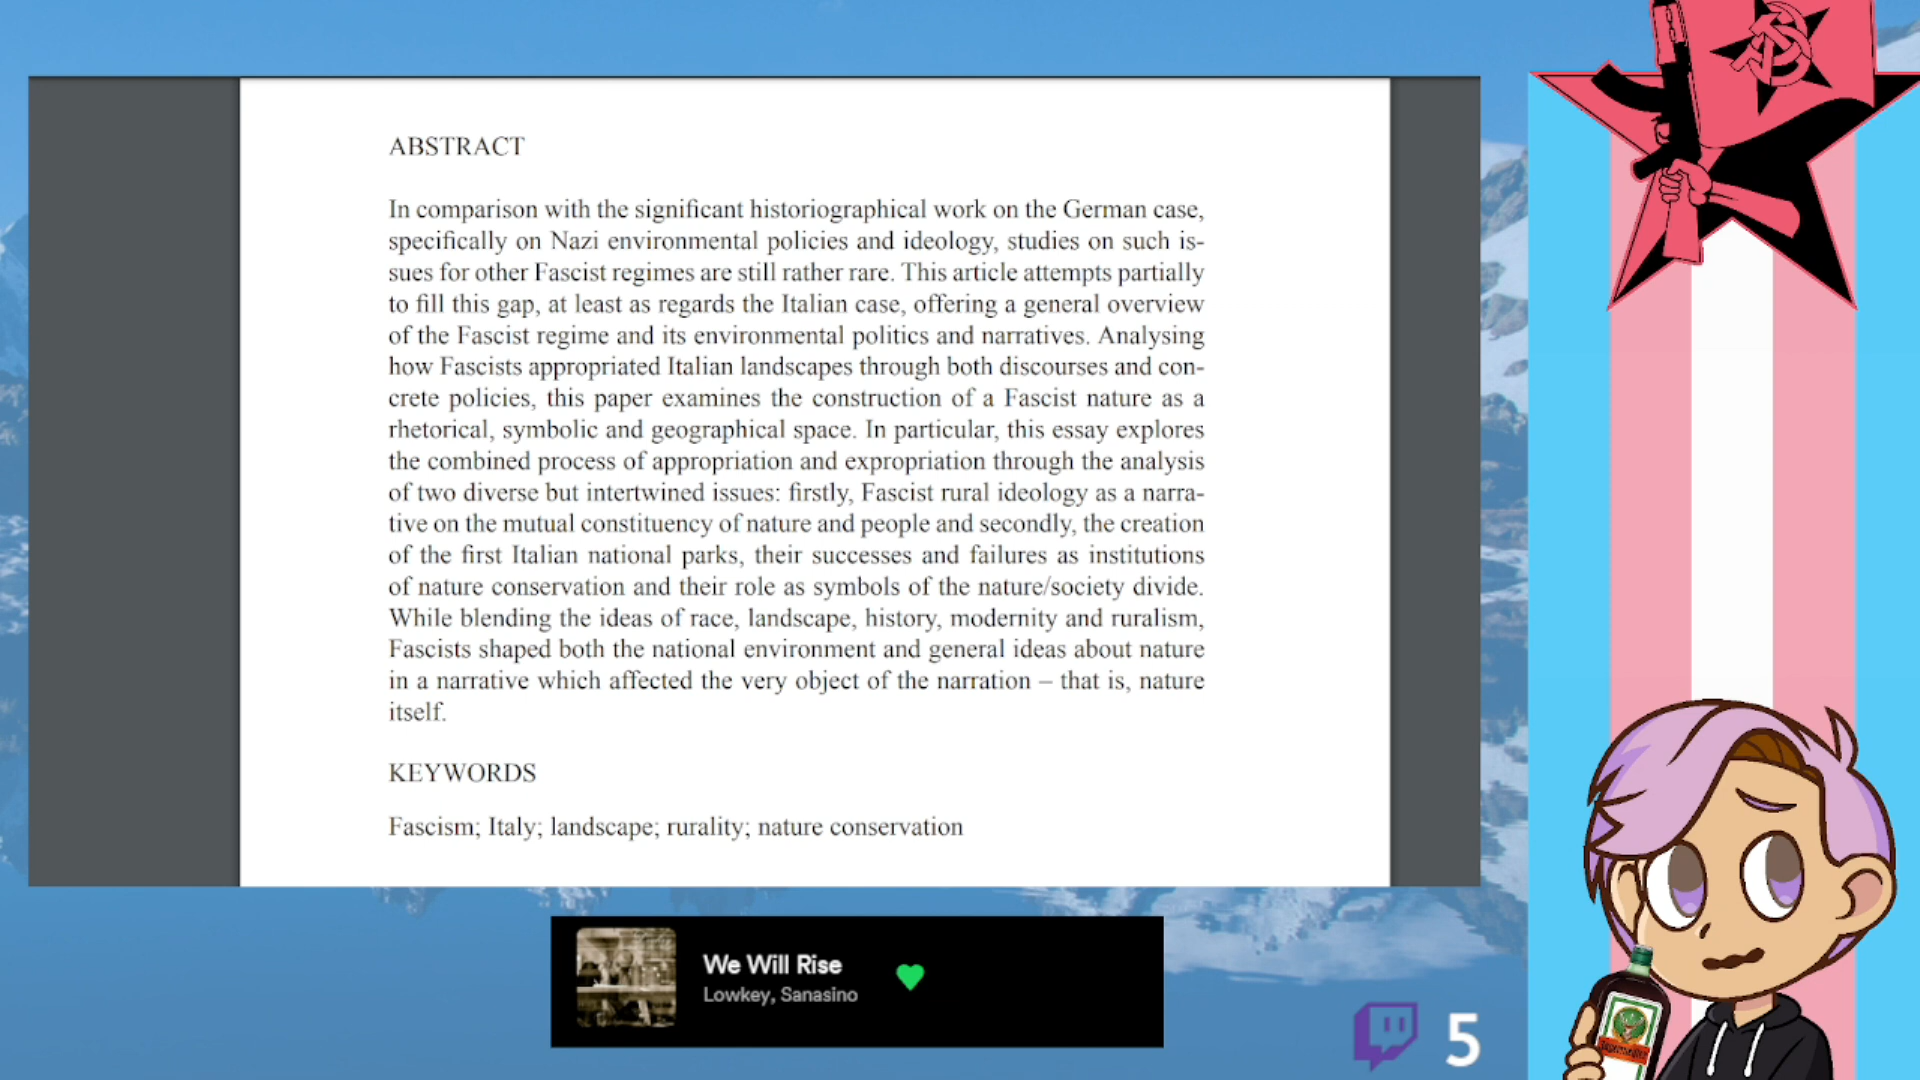 ABSTRACT
In comparison with the significant historiographical work on the German case,
specifically on Nazi environmental policies and ideology, studies on such is-
sues for other Fascist regimes are still rather rare. This article attempts partially
to fill this gap, at least as regards the Italian case, offering a general overview
of the Fascist regime and its environmental politics and narratives. Analysing
how Fascists appropriated Italian landscapes through both discourses and con-
crete policies, this paper examines the construction of a Fascist nature as a
rhetorical, symbolic and geographical space. In particular, this essay explores
the combined process of appropriation and expropriation through the analysis
of two diverse but intertwined issues: firstly, Fascist rural ideology as a narra-
tive on the mutual constituency of nature and people and secondly, the creation
of the first Italian national parks, their successes and failures as institutions
of nature conservation and their role as symbols of the nature/society divide.
While blending the ideas of race, landscape, history, modernity and ruralism,
Fascists shaped both the national environment and general ideas about nature
in a narrative which affected the very object of the narration – that is, nature
itself.
KEYWORDS
Fascism; Italy; landscape; rurality; nature conservation
We Will Rise
Lowkey, Sanasino
5
Jägermeister